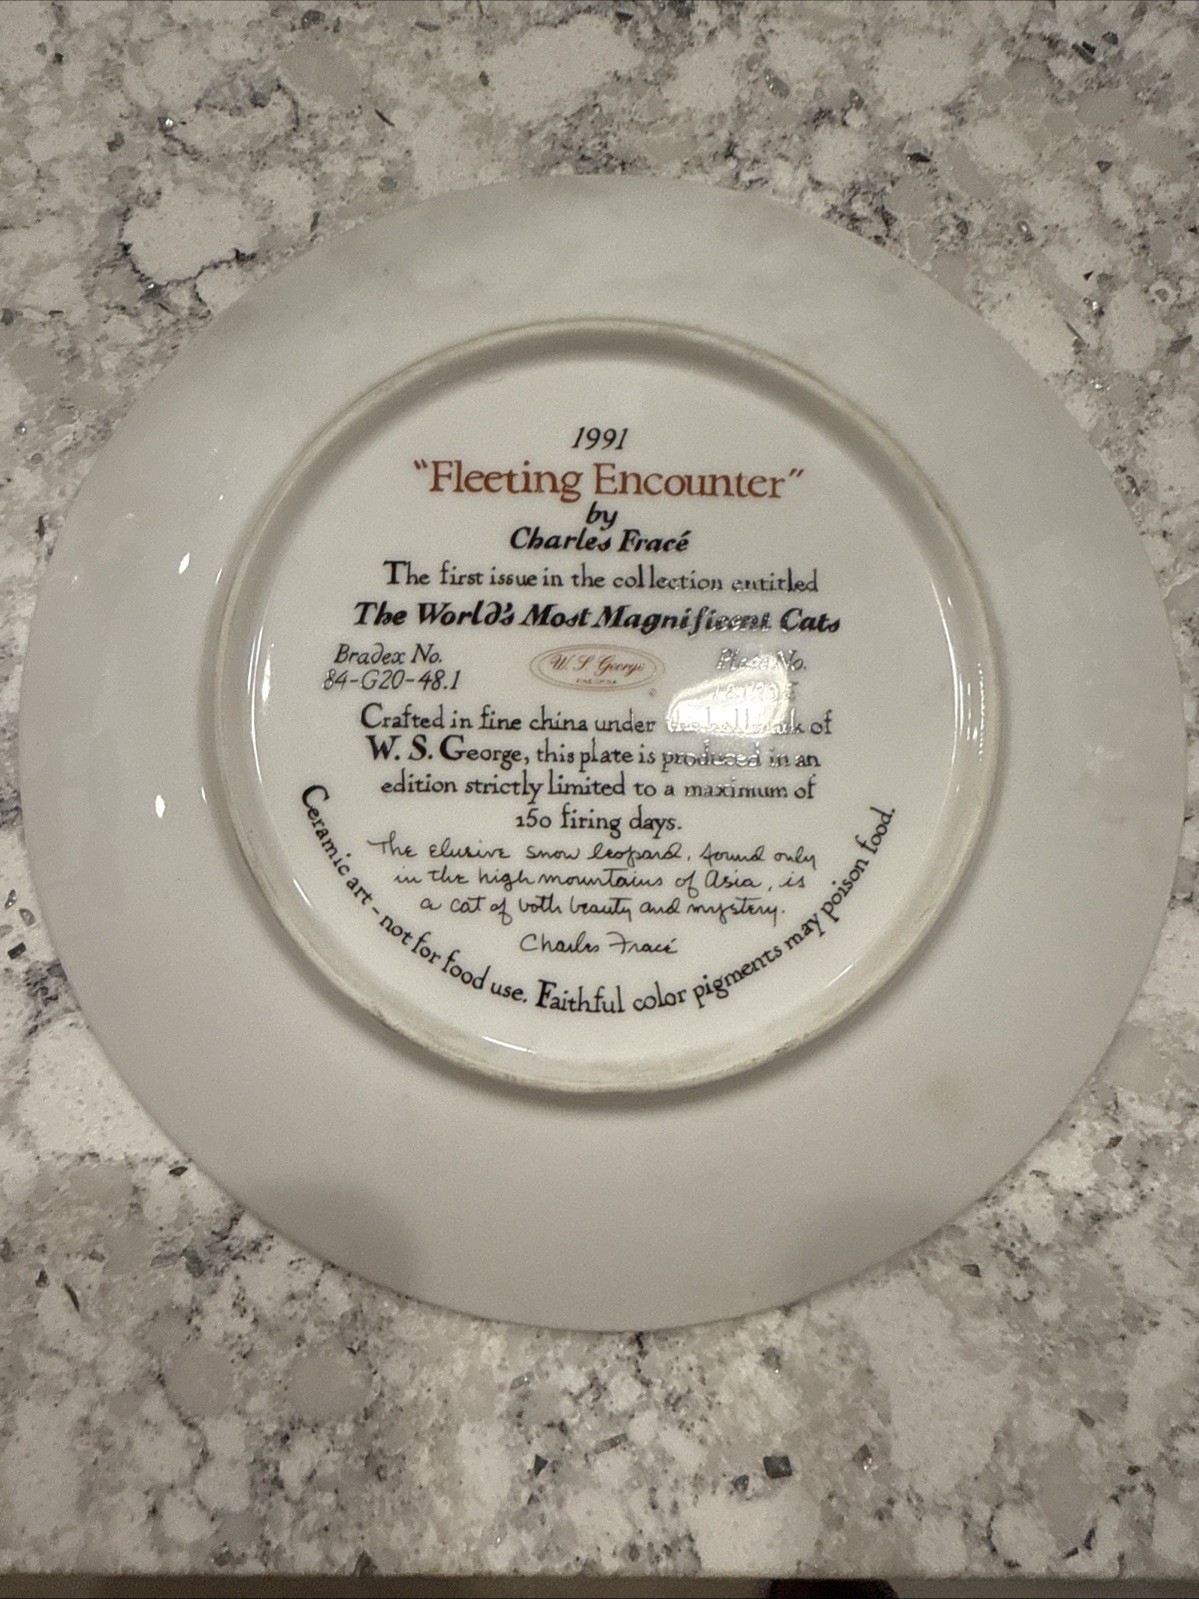 1991
"Fleeting Encounter"
by
Charles Fracé
The first issue in the collection entitled
The World's Most Magnificent Cats
Bradex No.
84-G20-48.1
W. S. George
Plate No.
Crafted in fine china under the hallmark of
W. S. George, this plate is produced in an
edition strictly limited to a maximum of
150 firing days.
The elusive snow leopard, found only
in the high mountains of Asia, is
a cat of both beauty and mystery.
Charles Fracé
Ceramic art - not for food use. Faithful color pigments may poison food.